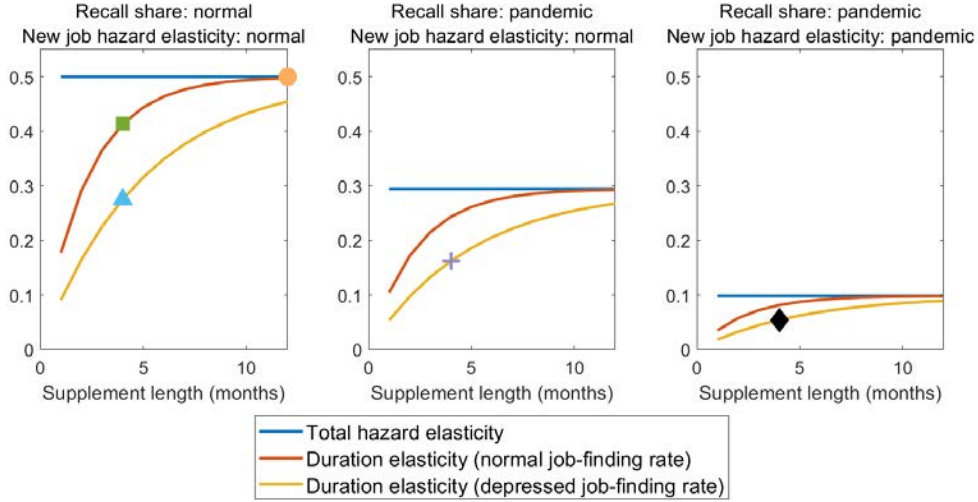 Recall share: normal
New job hazard elasticity: normal
0.5
0.4
0.3
0.2
0.1
0
0 5 10
Supplement length (months)
Recall share: pandemic
New job hazard elasticity: normal
0.5
0.4
0.3
0.2
0.1
0
0 5 10
Supplement length (months)
Recall share: pandemic
New job hazard elasticity: pandemic
0.5
0.4
0.3
0.2
0.1
0
0 5 10
Supplement length (months)
Total hazard elasticity
Duration elasticity (normal job-finding rate)
Duration elasticity (depressed job-finding rate)